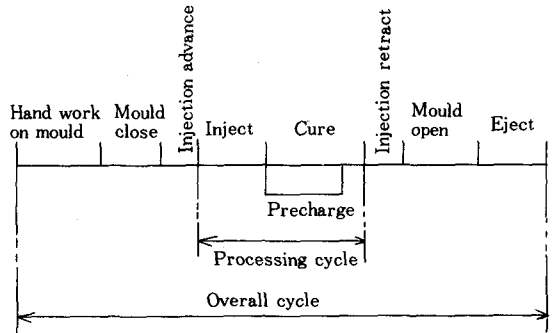 Hand work
on mould
Mould
close
Injection advance
Inject
Cure
Injection retract
Mould
open
Eject
Precharge
Processing cycle
Overall cycle